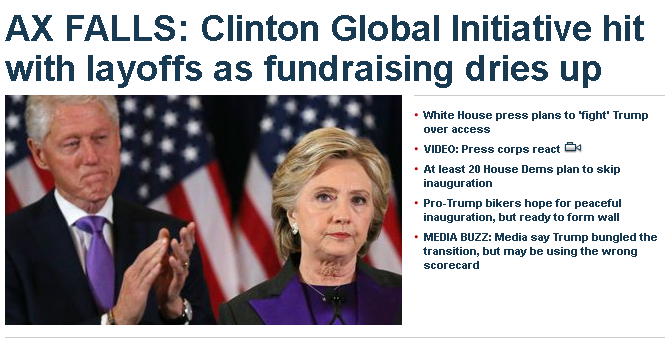 AX FALLS: Clinton Global Initiative hit
with layoffs as fundraising dries up
• White House press plans to 'fight' Trump
over access
• VIDEO: Press corps react
• At least 20 House Dems plan to skip
inauguration
• Pro-Trump bikers hope for peaceful
inauguration, but ready to form wall
• MEDIA BUZZ: Media say Trump bungled the
transition, but may be using the wrong
scorecard